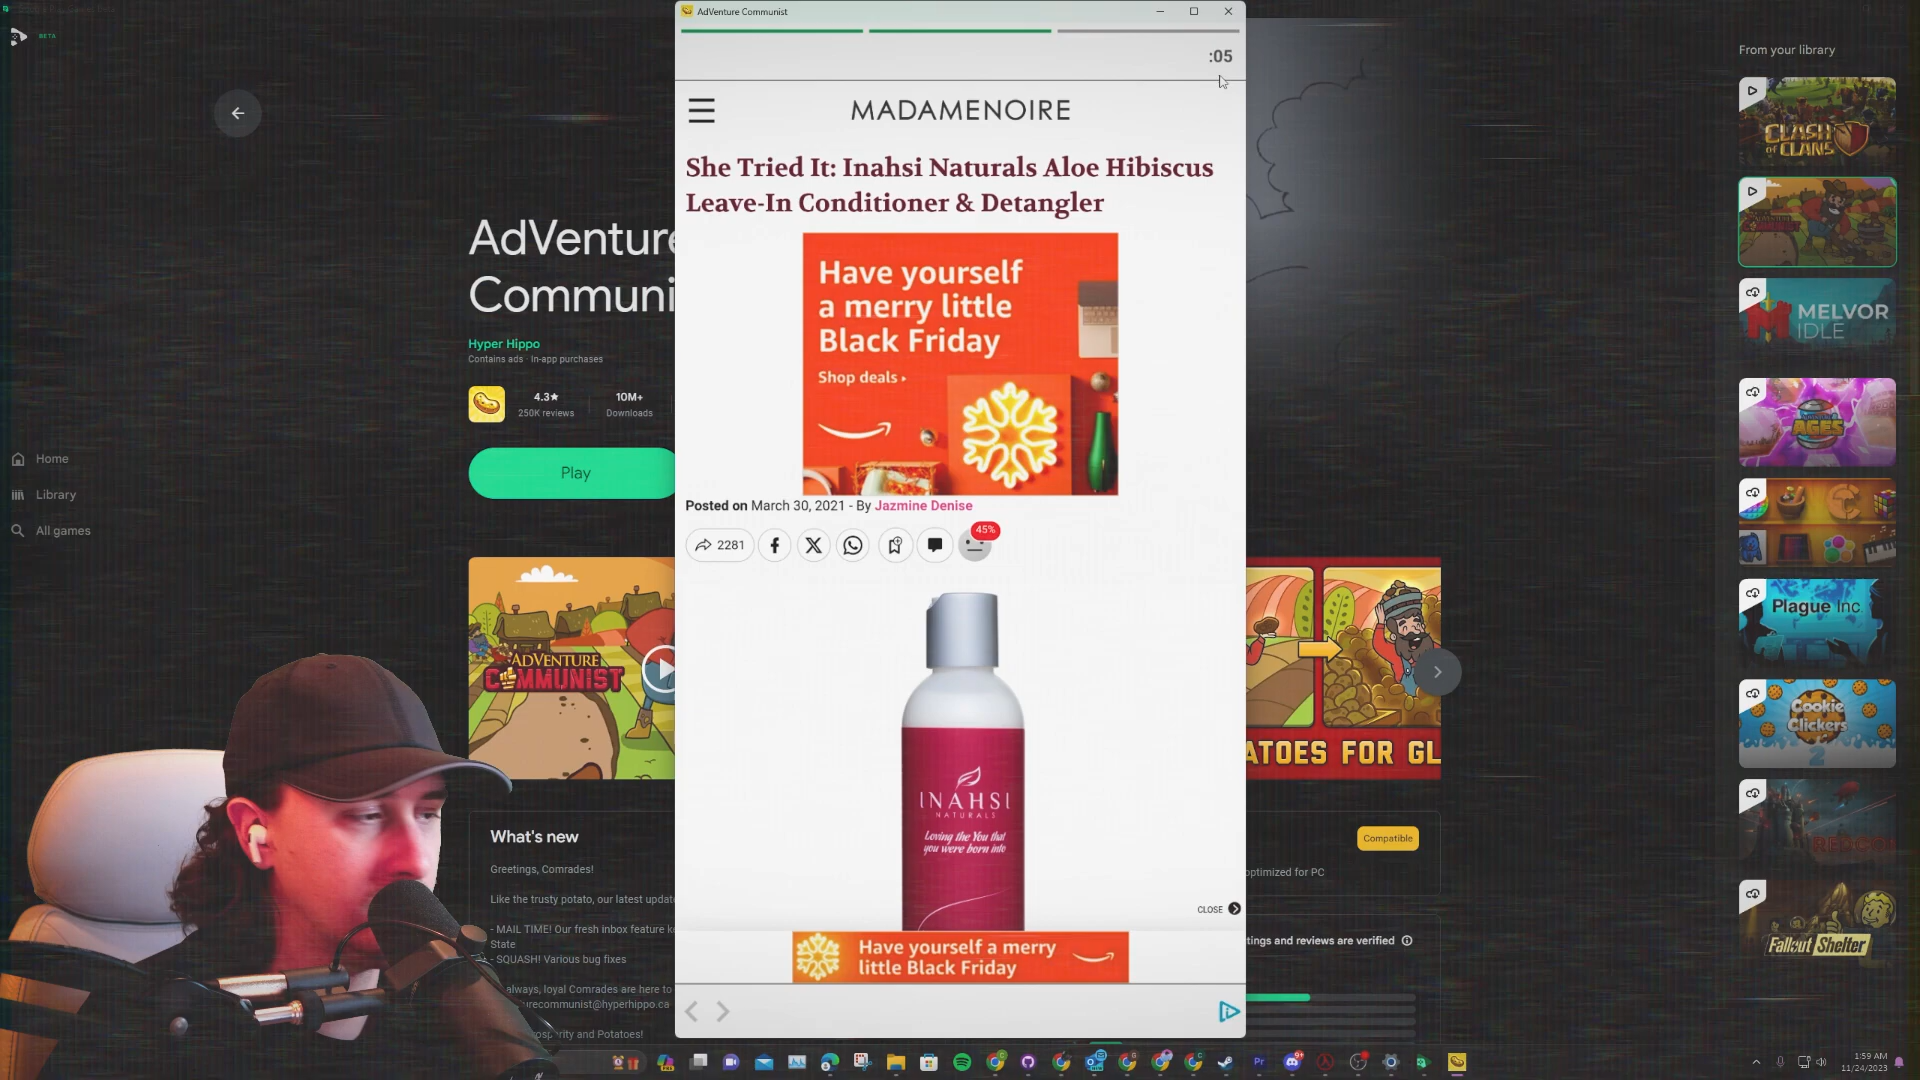 BETA
Home
Library
All games
AdVenture
Communi
Hyper Hippo
Contains ads · In-app purchases
4.3★
250K reviews
10M+
Downloads
Play
ADVENTURE
COMMUNIST
What's new
Greetings, Comrades!
Like the trusty potato, our latest updat
- MAIL TIME! Our fresh inbox feature k
State
- SQUASH! Various bug fixes
always, loyal Comrades are here to
urecommunist@hyperhippo.ca
and Potatoes!
AdVenture Communist
:05
MADAMENOIRE
She Tried It: Inahsi Naturals Aloe Hibiscus
Leave-In Conditioner & Detangler
Have yourself
a merry little
Black Friday
Shop deals ▸
Posted on March 30, 2021 - By Jazmine Denise
2281
45%
INAHSI
NATURALS
Loving the You that
you were born into
CLOSE
Have yourself a merry
little Black Friday
ATOES FOR GL
Compatible
optimized for PC
tings and reviews are verified
From your library
CLASH
OF CLANS
MELVOR
IDLE
AGES
Plague Inc.
Cookie
Clickers
2
Fallout Shelter
1:59 AM
11/24/2023